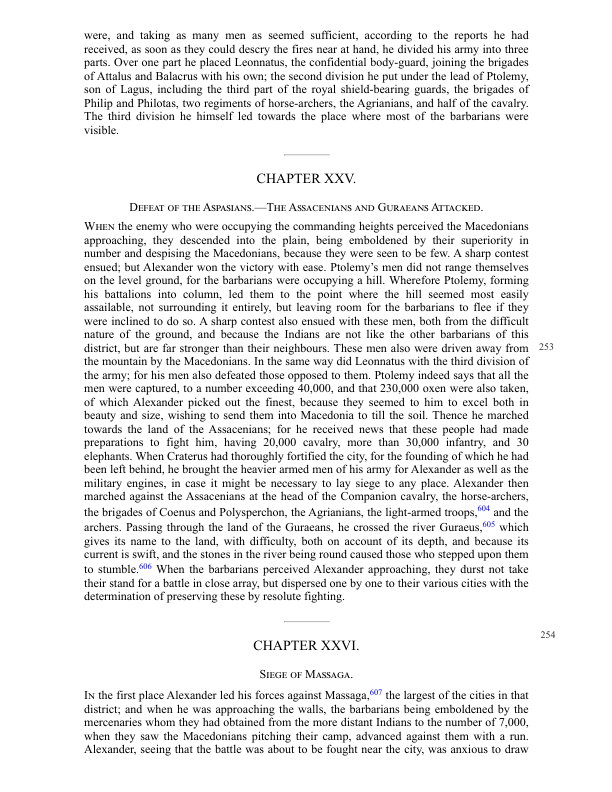 were, and taking as many men as seemed sufficient, according to the reports he had
received, as soon as they could descry the fires near at hand, he divided his army into three
parts. Over one part he placed Leonnatus, the confidential body-guard, joining the brigades
of Attalus and Balacrus with his own; the second division he put under the lead of Ptolemy,
son of Lagus, including the third part of the royal shield-bearing guards, the brigades of
Philip and Philotas, two regiments of horse-archers, the Agrianians, and half of the cavalry.
The third division he himself led towards the place where most of the barbarians were
visible.
CHAPTER XXV.
Defeat of the Aspasians.—The Assacenians and Guraeans Attacked.
When the enemy who were occupying the commanding heights perceived the Macedonians
approaching, they descended into the plain, being emboldened by their superiority in
number and despising the Macedonians, because they were seen to be few. A sharp contest
ensued; but Alexander won the victory with ease. Ptolemy's men did not range themselves
on the level ground, for the barbarians were occupying a hill. Wherefore Ptolemy, forming
his battalions into column, led them to the point where the hill seemed most easily
assailable, not surrounding it entirely, but leaving room for the barbarians to flee if they
were inclined to do so. A sharp contest also ensued with these men, both from the difficult
nature of the ground, and because the Indians are not like the other barbarians of this
district, but are far stronger than their neighbours. These men also were driven away from 253
the mountain by the Macedonians. In the same way did Leonnatus with the third division of
the army; for his men also defeated those opposed to them. Ptolemy indeed says that all the
men were captured, to a number exceeding 40,000, and that 230,000 oxen were also taken,
of which Alexander picked out the finest, because they seemed to him to excel both in
beauty and size, wishing to send them into Macedonia to till the soil. Thence he marched
towards the land of the Assacenians; for he received news that these people had made
preparations to fight him, having 20,000 cavalry, more than 30,000 infantry, and 30
elephants. When Craterus had thoroughly fortified the city, for the founding of which he had
been left behind, he brought the heavier armed men of his army for Alexander as well as the
military engines, in case it might be necessary to lay siege to any place. Alexander then
marched against the Assacenians at the head of the Companion cavalry, the horse-archers,
the brigades of Coenus and Polysperchon, the Agrianians, the light-armed troops,604 and the
archers. Passing through the land of the Guraeans, he crossed the river Guraeus,605 which
gives its name to the land, with difficulty, both on account of its depth, and because its
current is swift, and the stones in the river being round caused those who stepped upon them
to stumble.606 When the barbarians perceived Alexander approaching, they durst not take
their stand for a battle in close array, but dispersed one by one to their various cities with the
determination of preserving these by resolute fighting.
254
CHAPTER XXVI.
Siege of Massaga.
In the first place Alexander led his forces against Massaga,607 the largest of the cities in that
district; and when he was approaching the walls, the barbarians being emboldened by the
mercenaries whom they had obtained from the more distant Indians to the number of 7,000,
when they saw the Macedonians pitching their camp, advanced against them with a run.
Alexander, seeing that the battle was about to be fought near the city, was anxious to draw